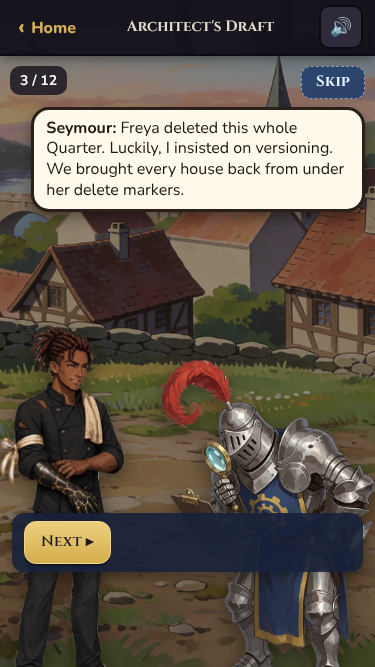 ‹ Home
Architect's Draft
3 / 12
Skip
Seymour: Freya deleted this whole
Quarter. Luckily, I insisted on versioning.
We brought every house back from under
her delete markers.
Next ▸